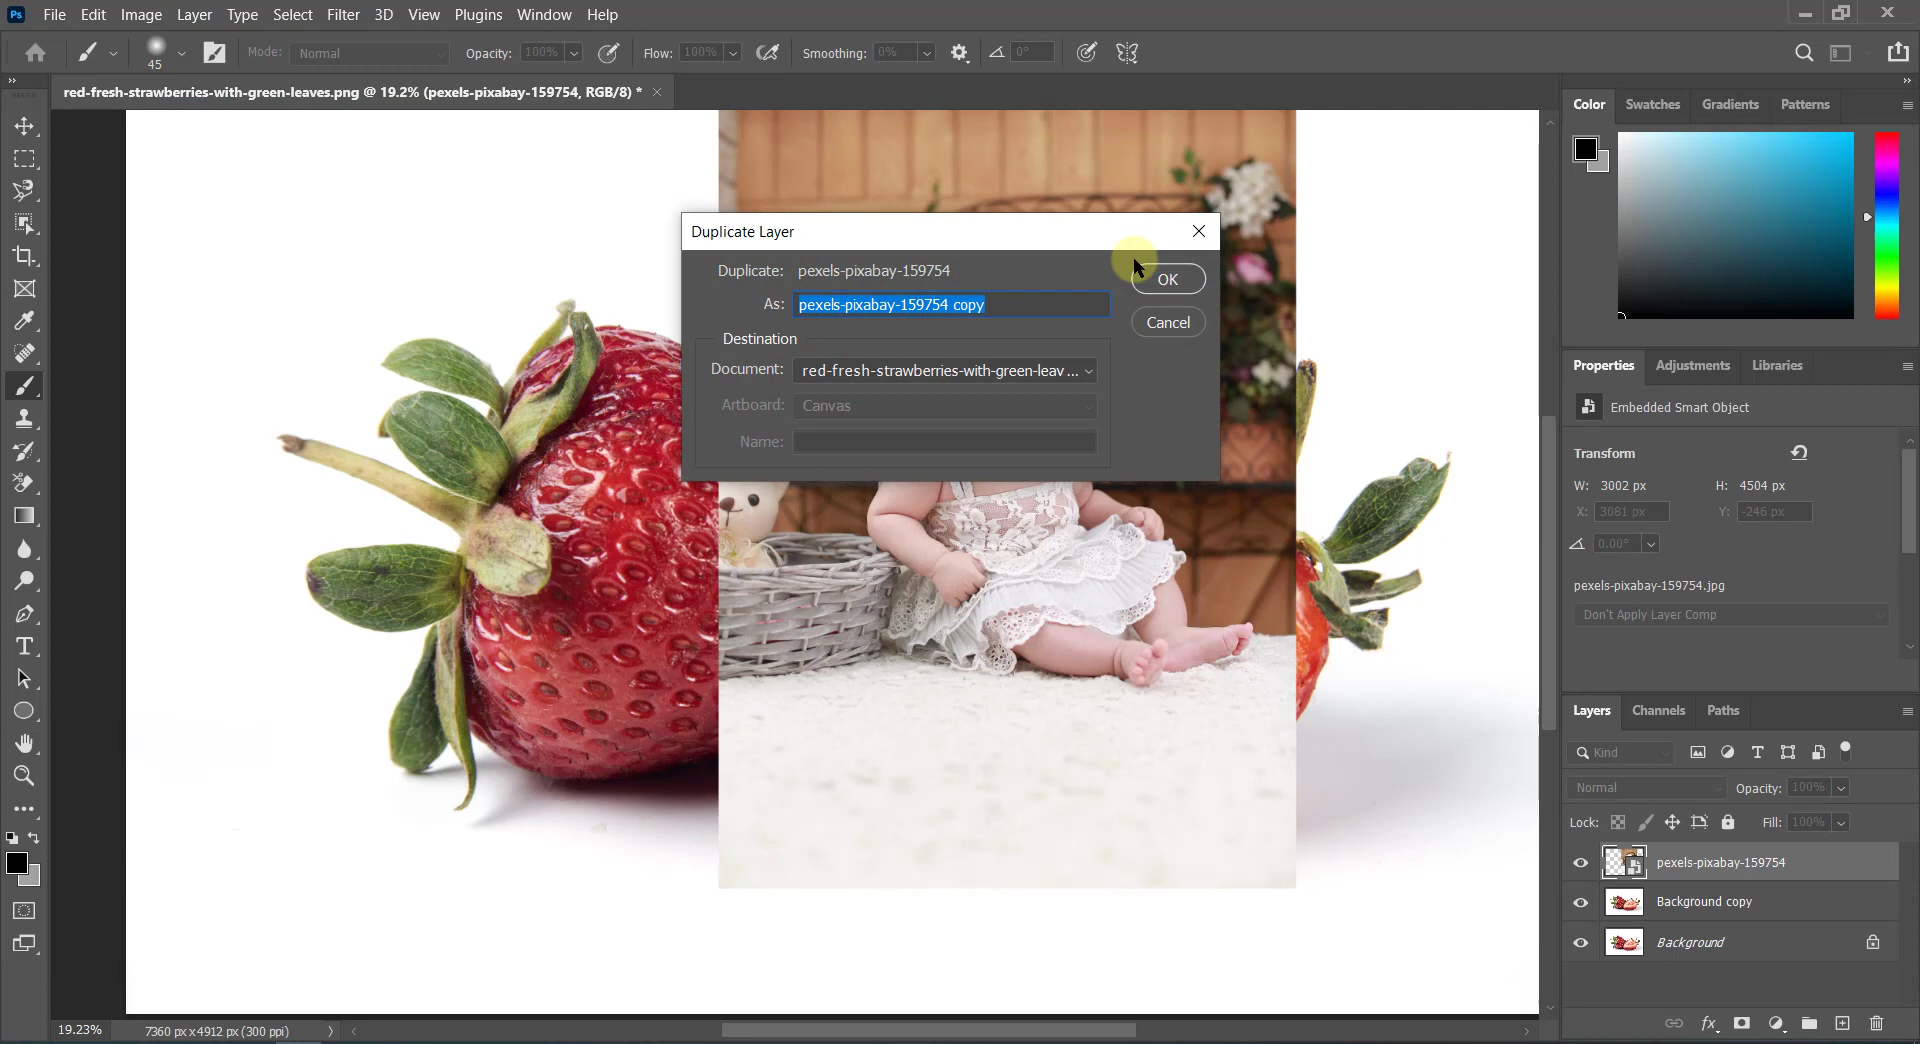 Ps File Edit Image Layer Type Select Filter 3D View Plugins Window Help
45 Mode: Normal Opacity: 100% Flow: 100% Smoothing: 0% 0°
red-fresh-strawberries-with-green-leaves.png @ 19.2% (pexels-pixabay-159754, RGB/8) *
Color Swatches Gradients Patterns
Duplicate Layer
Duplicate: pexels-pixabay-159754
As: pexels-pixabay-159754 copy
OK
Cancel
Destination
Document: red-fresh-strawberries-with-green-leav ...
Artboard: Canvas
Name:
Properties Adjustments Libraries
Embedded Smart Object
Transform
W: 3002 px H: 4504 px
X: 3081 px Y: -246 px
0.00°
pexels-pixabay-159754.jpg
Don't Apply Layer Comp
Layers Channels Paths
Kind
Normal Opacity: 100%
Lock: Fill: 100%
pexels-pixabay-159754
Background copy
Background
fx
19.23% 7360 px x 4912 px (300 ppi)